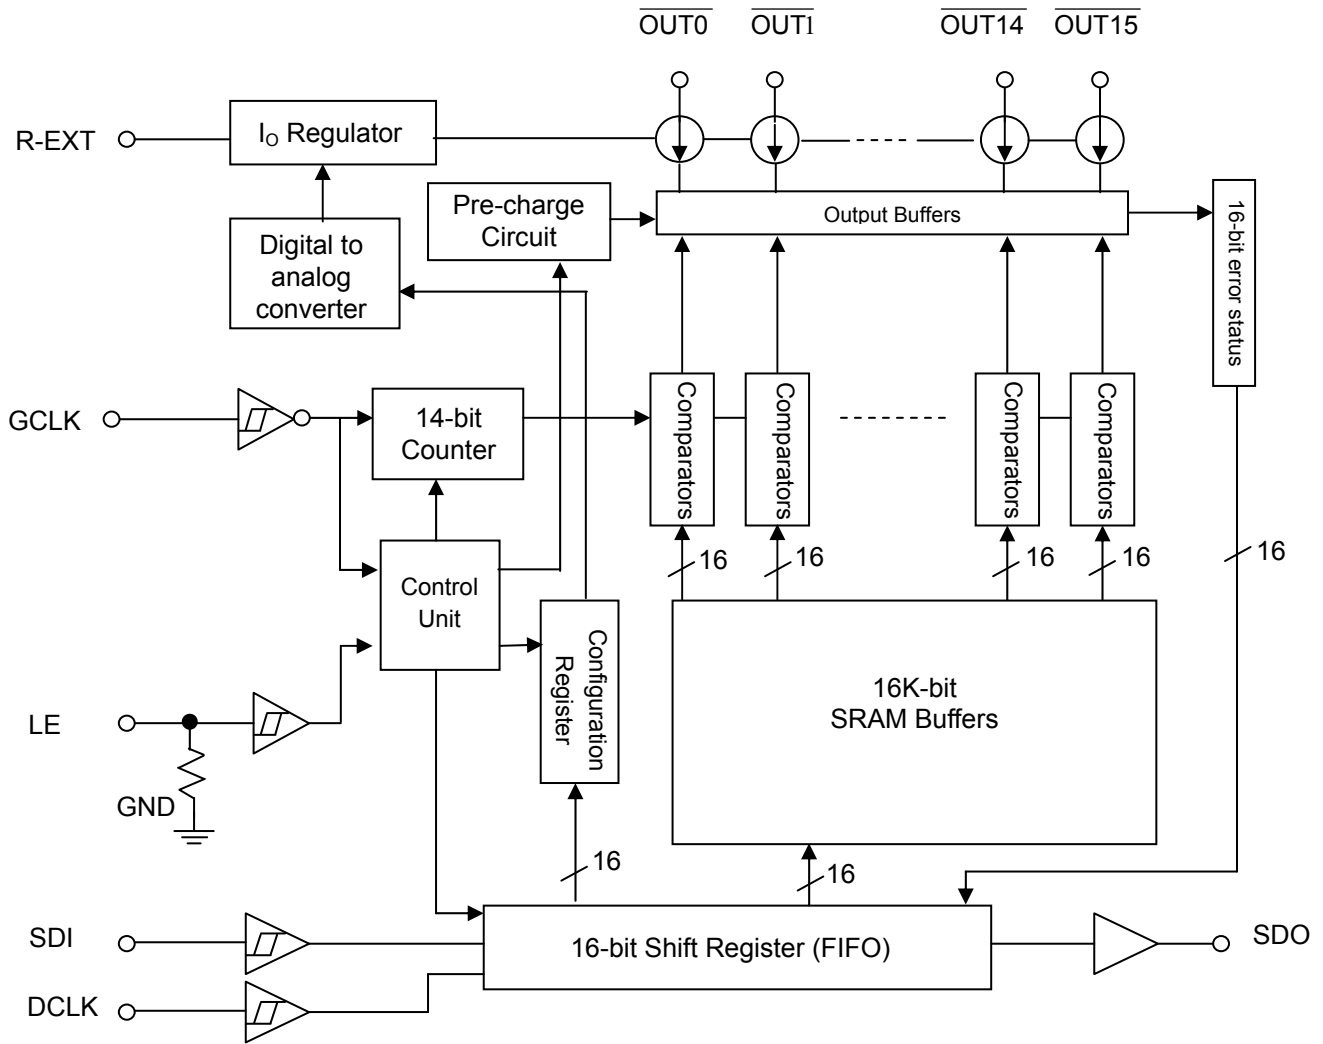 OUT0 OUT1 OUT14 OUT15
R-EXT
IO Regulator
Pre-charge
Circuit
Output Buffers
16-bit error status
Digital to
analog
converter
GCLK
14-bit
Counter
Comparators
Comparators
Comparators
Comparators
16
16
16
16
16
Control
Unit
Configuration
Register
16K-bit
SRAM Buffers
LE
GND
16
16
SDI
16-bit Shift Register (FIFO)
SDO
DCLK